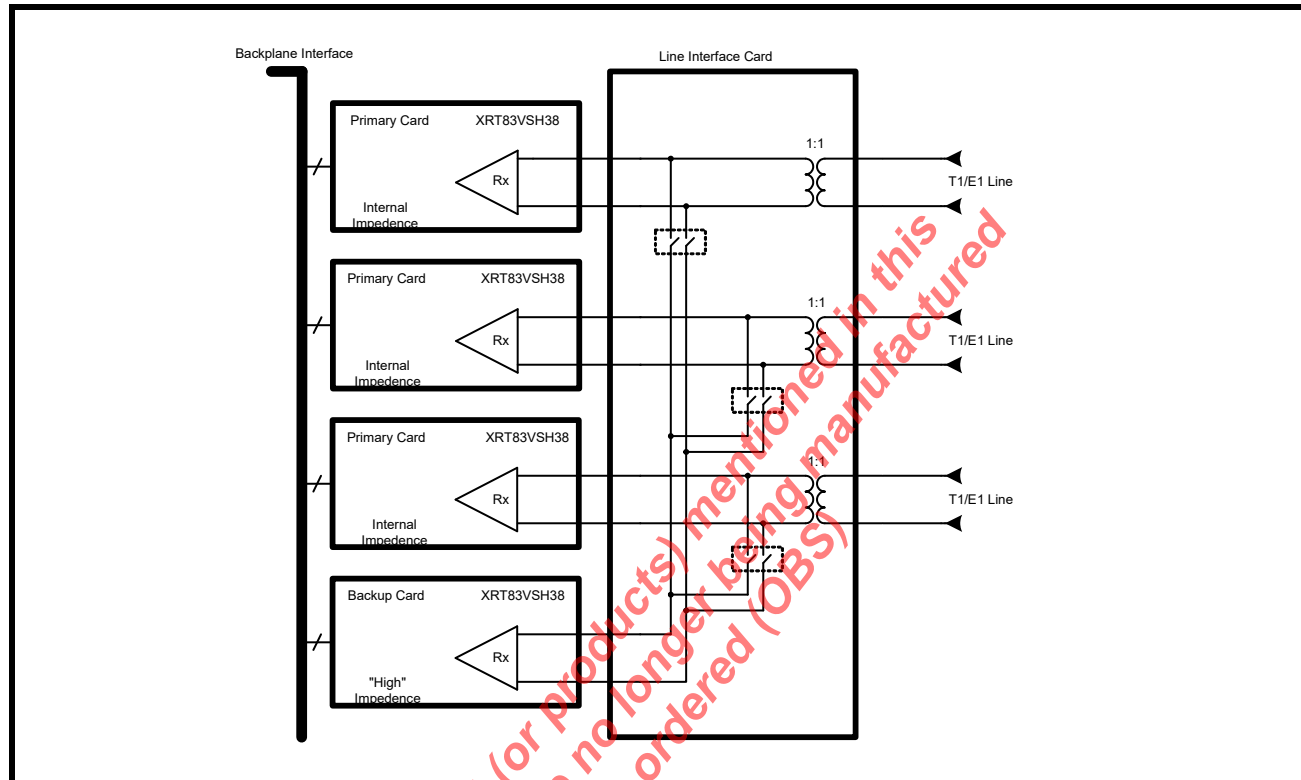 Backplane Interface
Line Interface Card
Primary Card XRT83VSH38
Rx
Internal
Impedence
1:1
T1/E1 Line
Primary Card XRT83VSH38
Rx
Internal
Impedence
1:1
T1/E1 Line
Primary Card XRT83VSH38
Rx
Internal
Impedence
1:1
T1/E1 Line
Backup Card XRT83VSH38
Rx
"High"
Impedence
(or products) mentioned in this
no longer being manufactured
ordered (OBS)